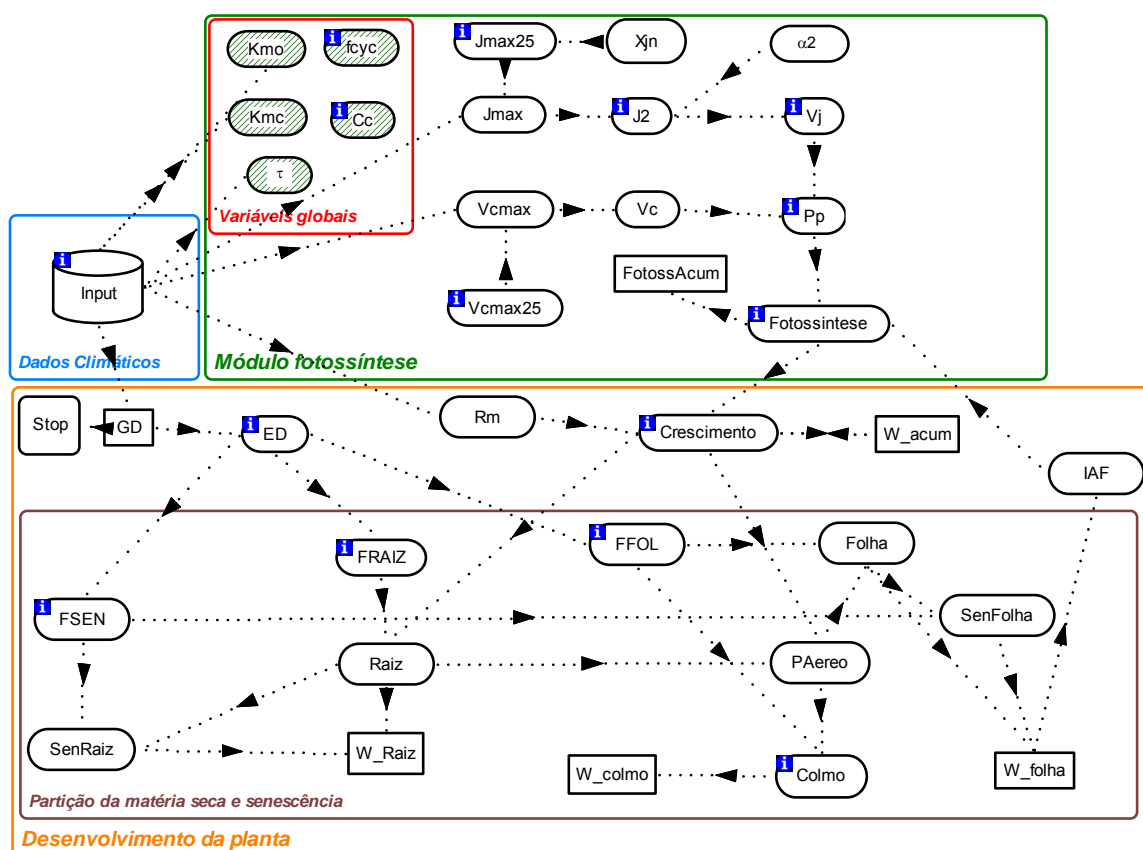 Kmo
i
fcyc
i
Jmax25
Xjn
α2
Kmc
i
Cc
Jmax
i
J2
i
Vj
τ
Variáveis globais
Vcmax
Vc
i
Pp
i
Input
FotossAcum
i
Vcmax25
i
Fotossintese
Dados Climáticos
Módulo fotossíntese
Stop
GD
i
ED
Rm
i
Crescimento
W_acum
IAF
i
FRAIZ
i
FFOL
Folha
i
FSEN
SenFolha
Raiz
PAereo
SenRaiz
W_Raiz
W_colmo
i
Colmo
W_folha
Partição da matéria seca e senescência
Desenvolvimento da planta